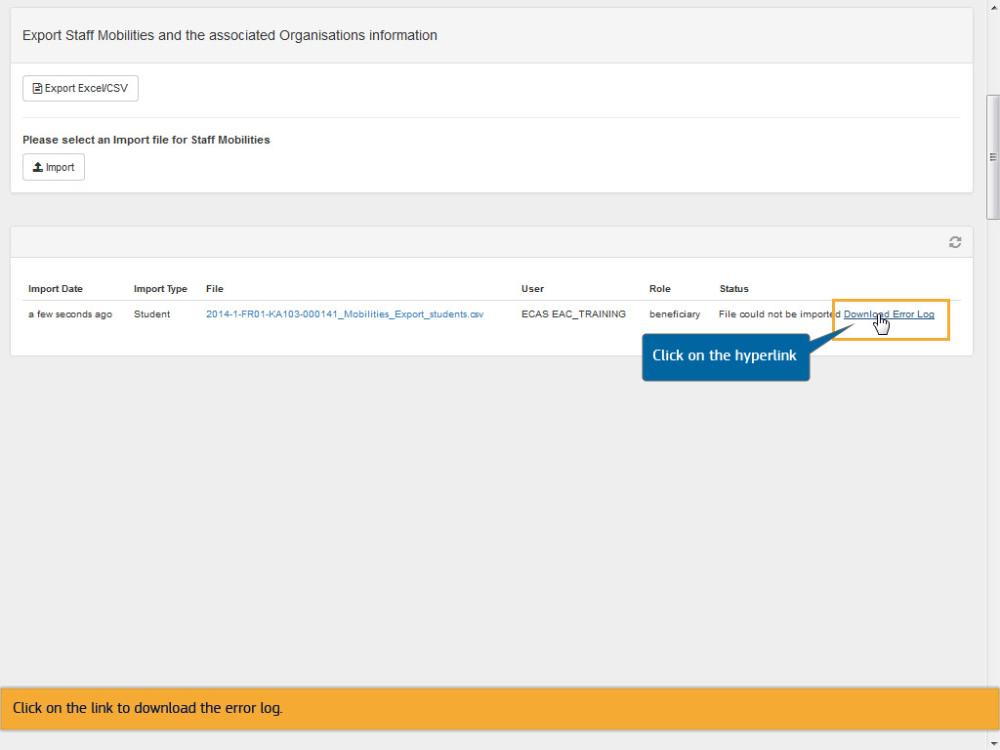 Export Staff Mobilities and the associated Organisations information
Export Excel/CSV
Please select an Import file for Staff Mobilities
Import
Import Date Import Type File User Role Status
a few seconds ago Student 2014-1-FR01-KA103-000141_Mobilities_Export_students.csv ECAS EAC_TRAINING beneficiary File could not be imported Download Error Log
Click on the hyperlink
Click on the link to download the error log.